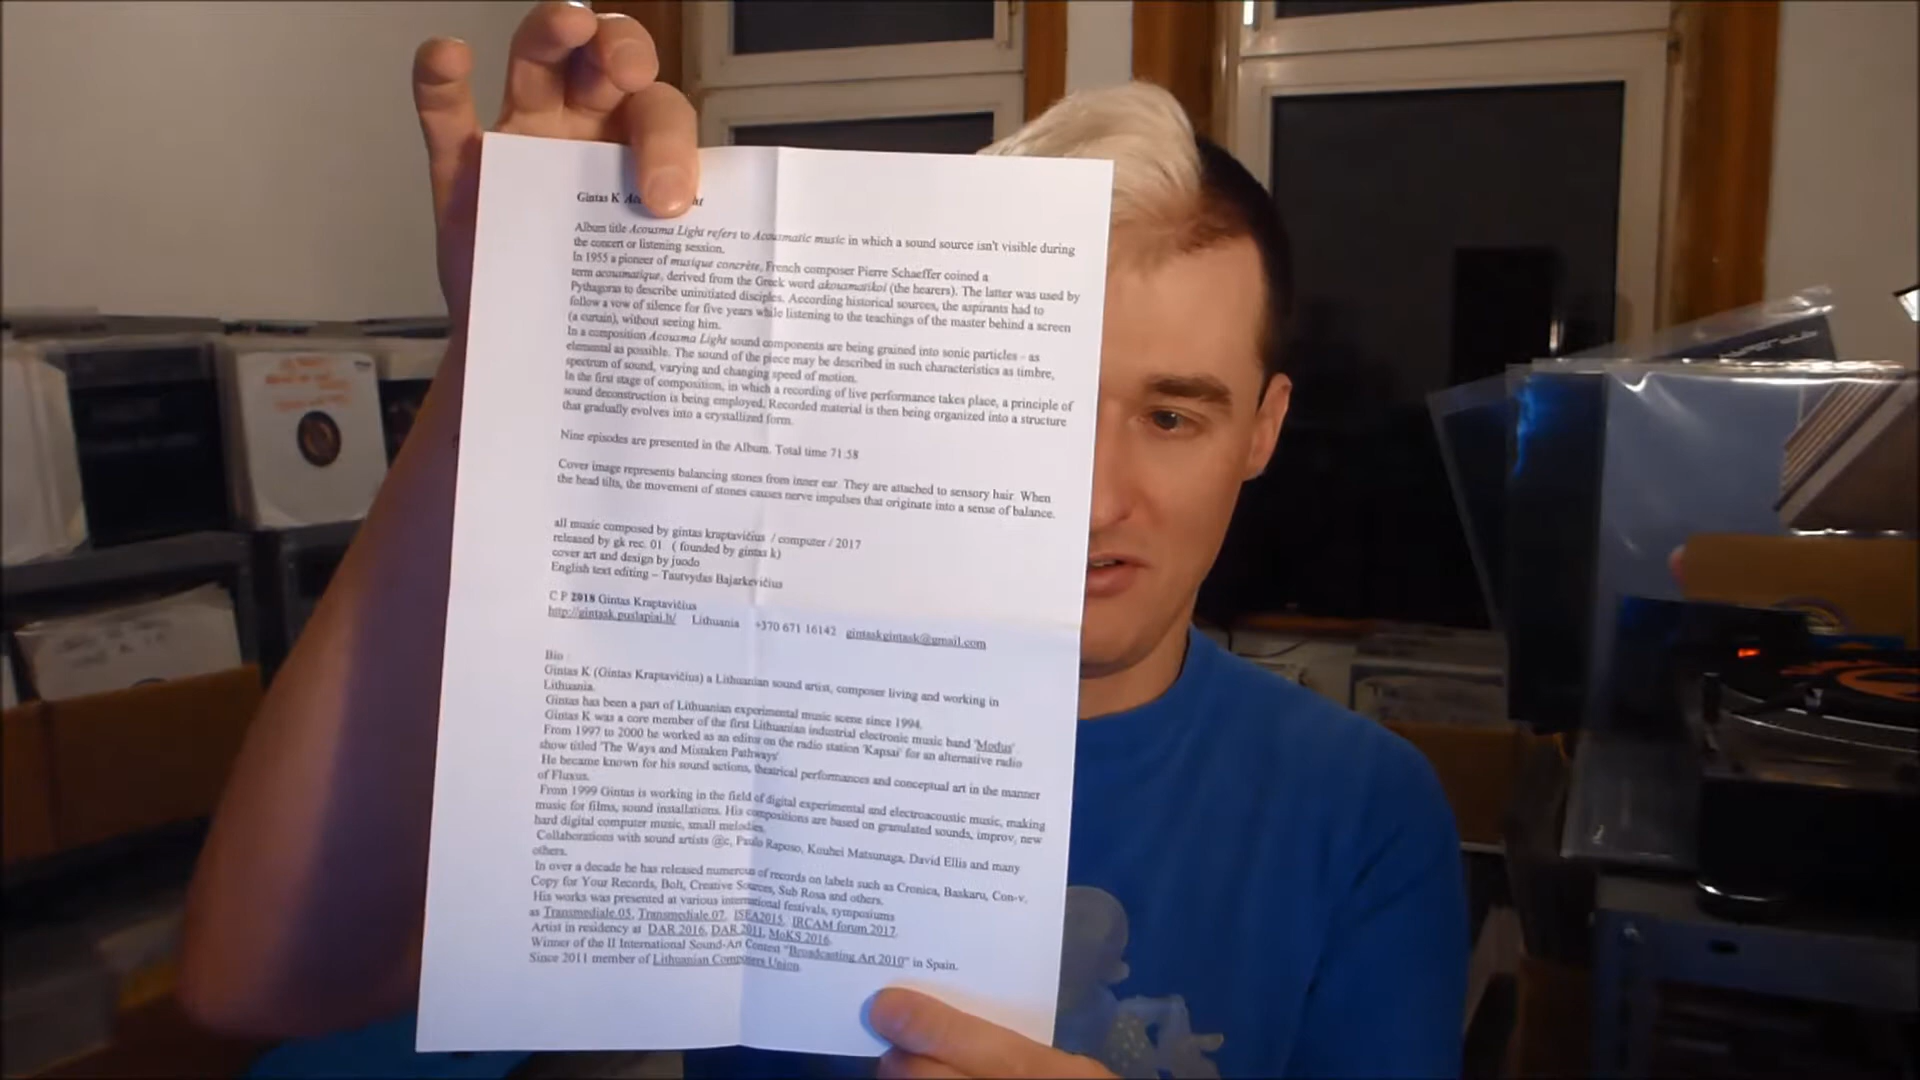 Gintas K
Album title Acousma Light refers to Acousmatic music in which a sound source isn't visible during
the concert or listening session.
In 1955 a pioneer of musique concrète, French composer Pierre Schaeffer coined a
term acousmatique, derived from the Greek word akousmatikoi (the hearers). The latter was used by
Pythagoras to describe uninitiated disciples. According historical sources, the aspirants had to
follow a vow of silence for five years while listening to the teachings of the master behind a screen
(a curtain), without seeing him.
In a composition Acousma Light sound components are being grained into sonic particles - as
elemental as possible. The sound of the piece may be described in such characteristics as timbre,
spectrum of sound, varying and changing speed of motion.
In the first stage of composition, in which a recording of live performance takes place, a principle of
sound deconstruction is being employed. Recorded material is then being organized into a structure
that gradually evolves into a crystallized form.
Nine episodes are presented in the Album. Total time 71:58
Cover image represents balancing stones from inner ear. They are attached to sensory hair. When
the head tilts, the movement of stones causes nerve impulses that originate into a sense of balance.
all music composed by gintas kraptavičius / computer / 2017
released by gk rec. 01 ( founded by gintas k)
cover art and design by juodo
English text editing – Tautvydas Bajarkevičius
C P 2018 Gintas Kraptavičius
http://gintask.puslapiai.lt/ Lithuania +370 671 16142 gintaskgintask@gmail.com
Bio :
Gintas K (Gintas Kraptavičius) a Lithuanian sound artist, composer living and working in
Lithuania.
Gintas has been a part of Lithuanian experimental music scene since 1994.
Gintas K was a core member of the first Lithuanian industrial electronic music band 'Modus'.
From 1997 to 2000 he worked as an editor on the radio station 'Kapsai' for an alternative radio
show titled 'The Ways and Mistaken Pathways'
He became known for his sound actions, theatrical performances and conceptual art in the manner
of Fluxus.
From 1999 Gintas is working in the field of digital experimental and electroacoustic music, making
music for films, sound installations. His compositions are based on granulated sounds, improv, new
hard digital computer music, small melodies.
Collaborations with sound artists @c, Paulo Raposo, Kouhei Matsunaga, David Ellis and many
others.
In over a decade he has released numerous of records on labels such as Cronica, Baskaru, Con-v,
Copy for Your Records, Bolt, Creative Sources, Sub Rosa and others.
His works was presented at various international festivals, symposiums
as Transmediale.05, Transmediale.07, ISEA2015, IRCAM forum 2017.
Artist in residency at DAR 2016, DAR 2011, MoKS 2016.
Winner of the II International Sound-Art Contest "Broadcasting Art 2010" in Spain.
Since 2011 member of Lithuanian Composers Union.